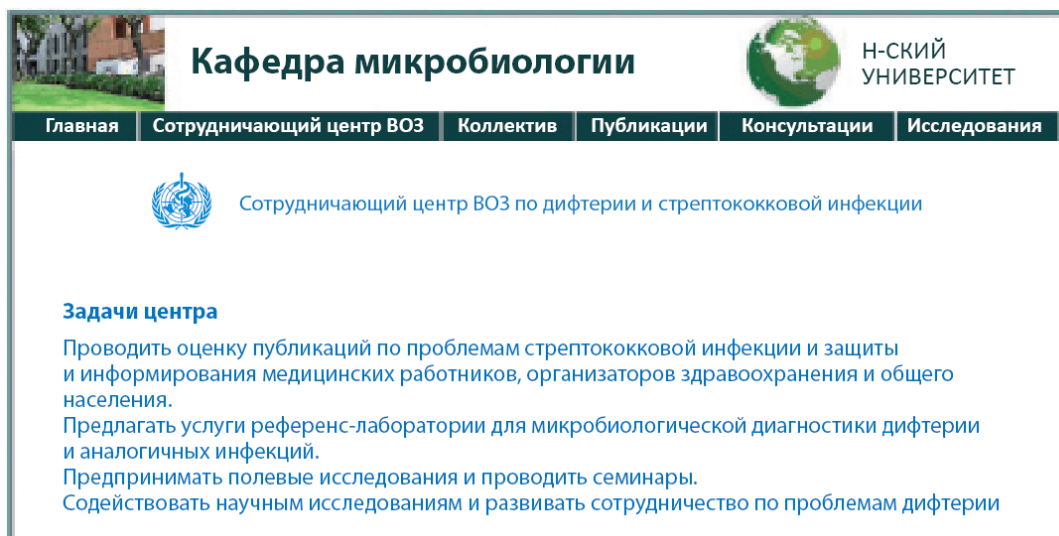 Кафедра микробиологии
Н-СКИЙ
УНИВЕРСИТЕТ
Главная Сотрудничающий центр ВОЗ Коллектив Публикации Консультации Исследования
Сотрудничающий центр ВОЗ по дифтерии и стрептококковой инфекции
Задачи центра
Проводить оценку публикаций по проблемам стрептококковой инфекции и защиты
и информирования медицинских работников, организаторов здравоохранения и общего
населения.
Предлагать услуги референс-лаборатории для микробиологической диагностики дифтерии
и аналогичных инфекций.
Предпринимать полевые исследования и проводить семинары.
Содействовать научным исследованиям и развивать сотрудничество по проблемам дифтерии